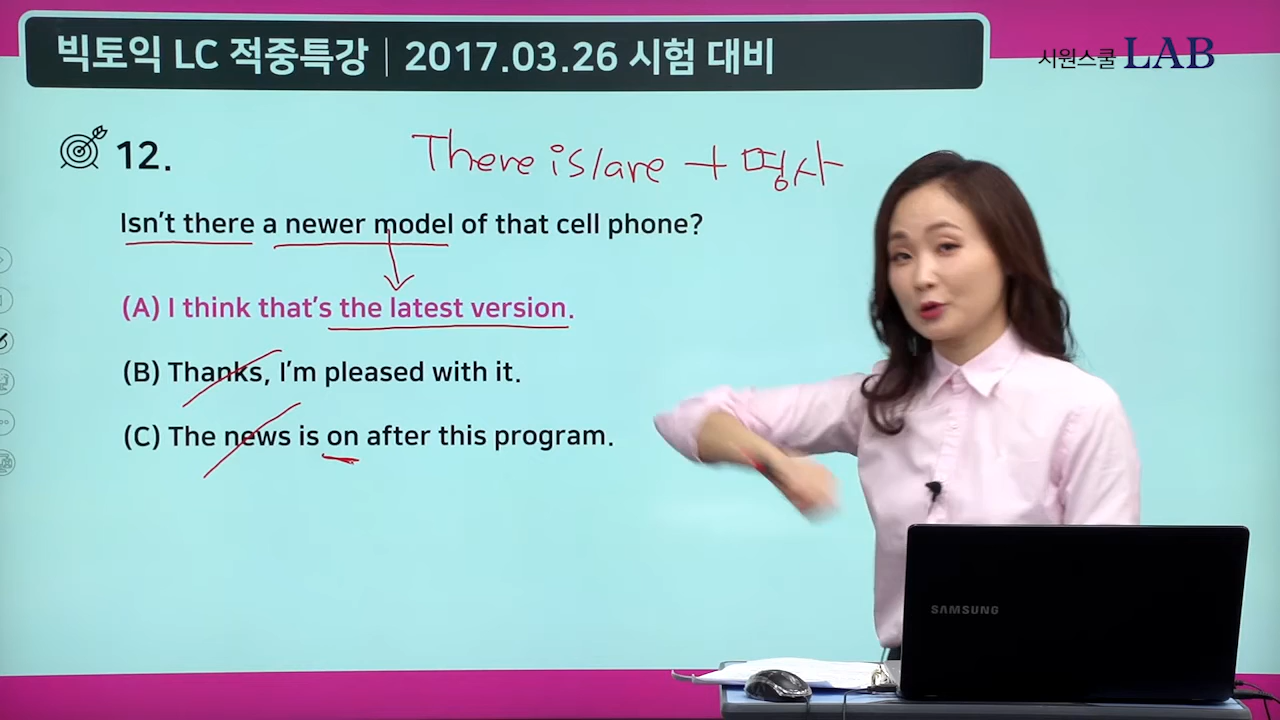 빅토익 LC 적중특강 | 2017.03.26 시험 대비
시원스쿨 LAB
12.
There is/are + 명사
Isn't there a newer model of that cell phone?
(A) I think that's the latest version.
(B) Thanks, I'm pleased with it.
(C) The news is on after this program.
SAMSUNG